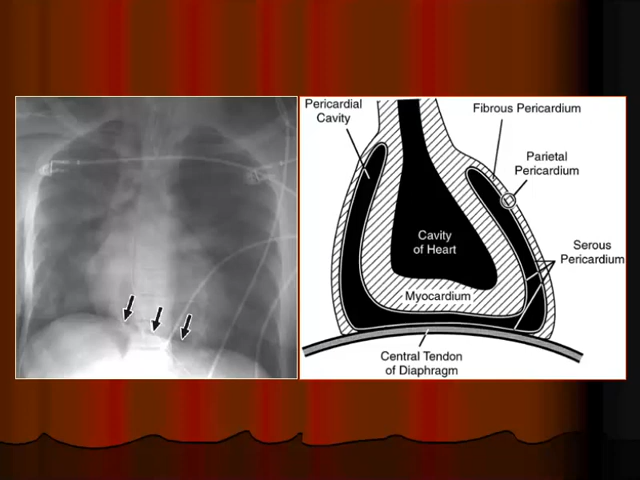 Pericardial
Cavity
Fibrous Pericardium
Parietal
Pericardium
Cavity
of Heart
Serous
Pericardium
Myocardium
Central Tendon
of Diaphragm